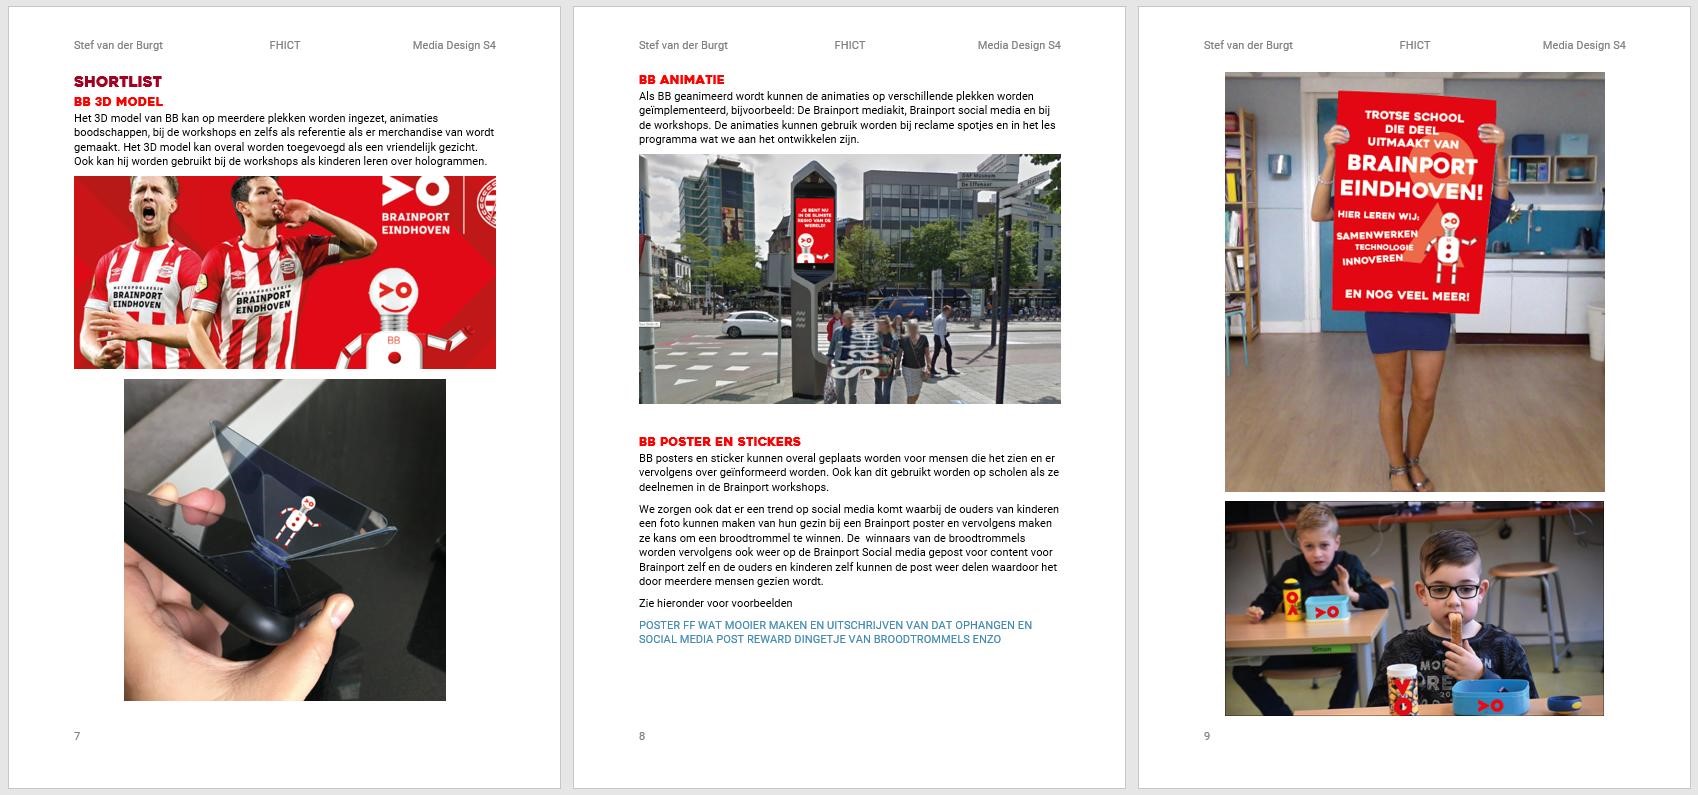 Stef van der Burgt FHICT Media Design S4
SHORTLIST
BB 3D MODEL
Het 3D model van BB kan op meerdere plekken worden ingezet, animaties
boodschappen, bij de workshops en zelfs als referentie als er merchandise van wordt
gemaakt. Het 3D model kan overal worden toegevoegd als een vriendelijk gezicht.
Ook kan hij worden gebruikt bij de workshops als kinderen leren over hologrammen.
BRAINPORT
EINDHOVEN
METROPOOLREGIO
BRAINPORT
EINDHOVEN
METROPOOLREGIO
BRAINPORT
EINDHOVEN
BB
7
Stef van der Burgt FHICT Media Design S4
BB ANIMATIE
Als BB geanimeerd wordt kunnen de animaties op verschillende plekken worden
geïmplementeerd, bijvoorbeeld: De Brainport mediakit, Brainport social media en bij
de workshops. De animaties kunnen gebruik worden bij reclame spotjes en in het les
programma wat we aan het ontwikkelen zijn.
DAF Museum
De Effenaar
JE BENT NU
IN DE SLIMSTE
REGIO VAN DE
WERELD!
BB POSTER EN STICKERS
BB posters en sticker kunnen overal geplaats worden voor mensen die het zien en er
vervolgens over geïnformeerd worden. Ook kan dit gebruikt worden op scholen als ze
deelnemen in de Brainport workshops.
We zorgen ook dat er een trend op social media komt waarbij de ouders van kinderen
een foto kunnen maken van hun gezin bij een Brainport poster en vervolgens maken
ze kans om een broodtrommel te winnen. De  winnaars van de broodtrommels
worden vervolgens ook weer op de Brainport Social media gepost voor content voor
Brainport zelf en de ouders en kinderen zelf kunnen de post weer delen waardoor het
door meerdere mensen gezien wordt.
Zie hieronder voor voorbeelden
POSTER FF WAT MOOIER MAKEN EN UITSCHRIJVEN VAN DAT OPHANGEN EN
SOCIAL MEDIA POST REWARD DINGETJE VAN BROODTROMMELS ENZO
8
Stef van der Burgt FHICT Media Design S4
TROTSE SCHOOL
DIE DEEL
UITMAAKT VAN
BRAINPORT
EINDHOVEN!
HIER LEREN WIJ:
SAMENWERKEN
TECHNOLOGIE
INNOVEREN
EN NOG VEEL MEER!
Simon
9